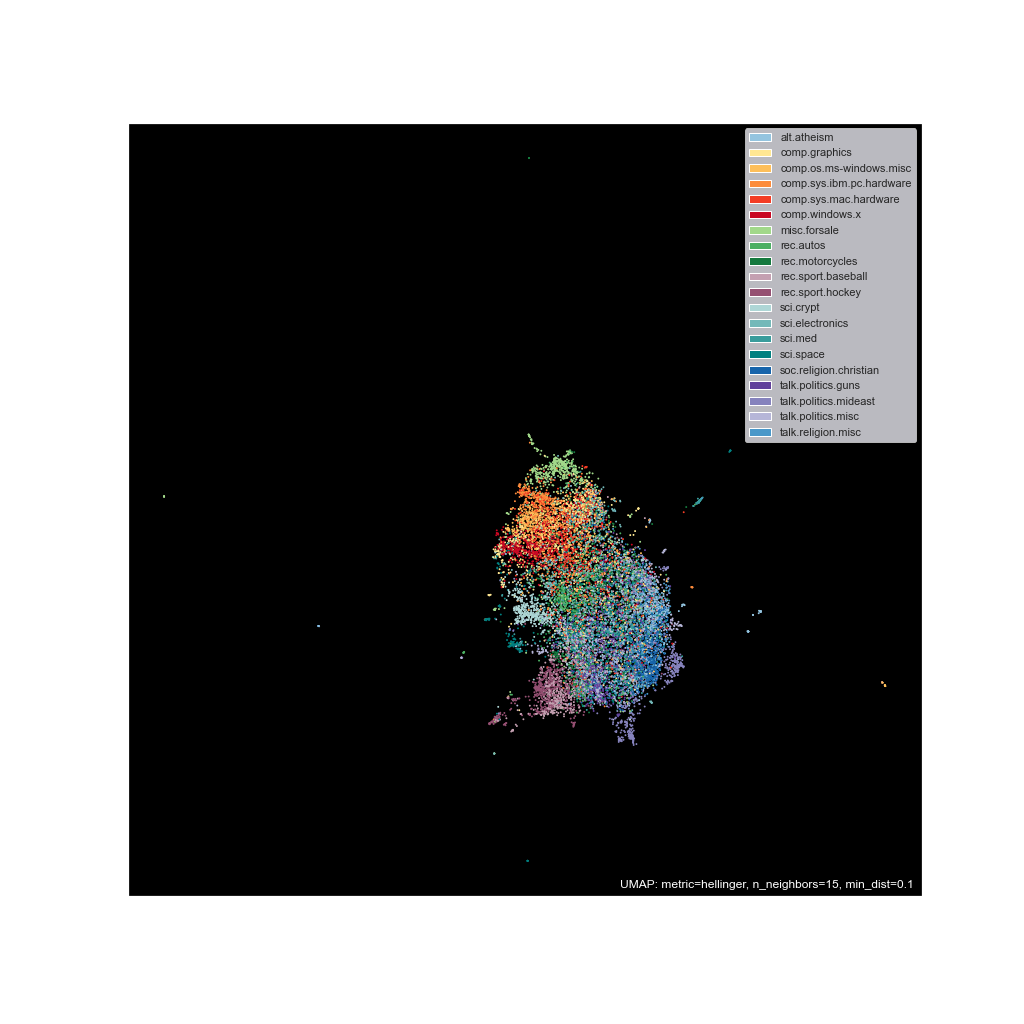 alt.atheism
comp.graphics
comp.os.ms-windows.misc
comp.sys.ibm.pc.hardware
comp.sys.mac.hardware
comp.windows.x
misc.forsale
rec.autos
rec.motorcycles
rec.sport.baseball
rec.sport.hockey
sci.crypt
sci.electronics
sci.med
sci.space
soc.religion.christian
talk.politics.guns
talk.politics.mideast
talk.politics.misc
talk.religion.misc
UMAP: metric=hellinger, n_neighbors=15, min_dist=0.1